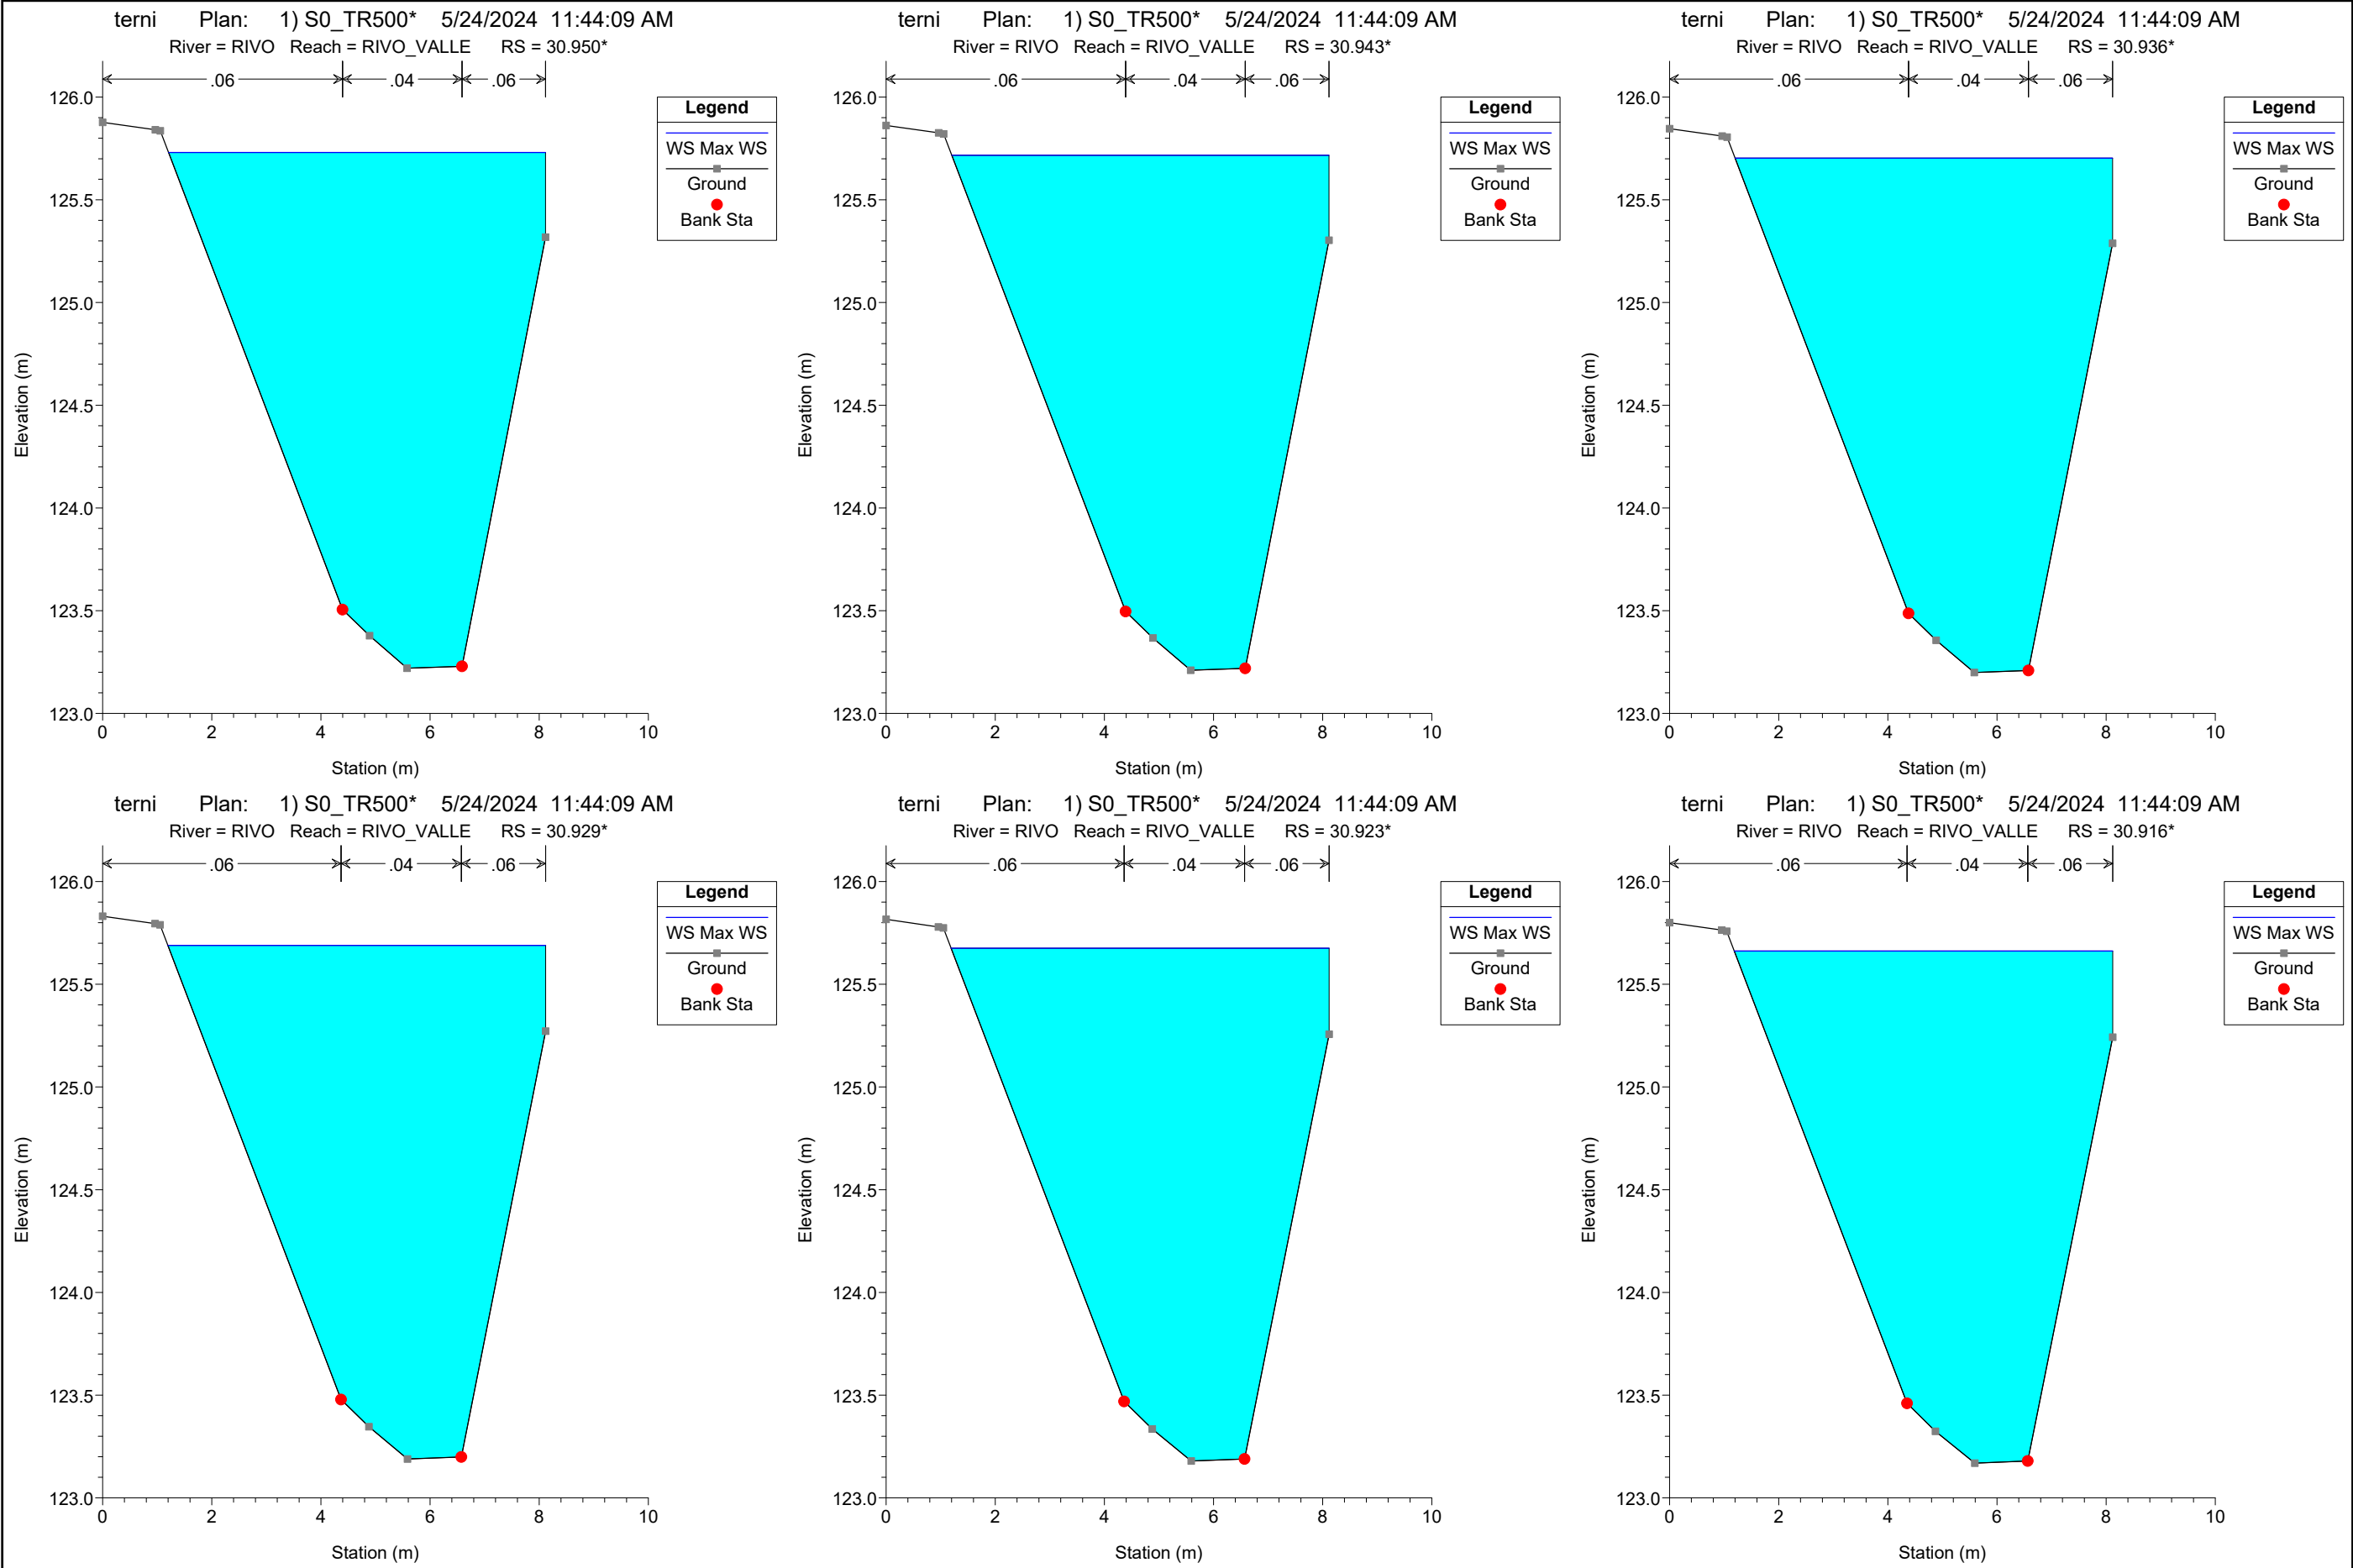 terni Plan: 1) S0_TR500* 5/24/2024 11:44:09 AM
River = RIVO Reach = RIVO_VALLE RS = 30.950*
.06 .04 .06
126.0
125.5
125.0
124.5
124.0
123.5
123.0
0 2 4 6 8 10
Station (m)
Elevation (m)
Legend
WS Max WS
Ground
Bank Sta
terni Plan: 1) S0_TR500* 5/24/2024 11:44:09 AM
River = RIVO Reach = RIVO_VALLE RS = 30.943*
.06 .04 .06
126.0
125.5
125.0
124.5
124.0
123.5
123.0
0 2 4 6 8 10
Station (m)
Elevation (m)
Legend
WS Max WS
Ground
Bank Sta
terni Plan: 1) S0_TR500* 5/24/2024 11:44:09 AM
River = RIVO Reach = RIVO_VALLE RS = 30.936*
.06 .04 .06
126.0
125.5
125.0
124.5
124.0
123.5
123.0
0 2 4 6 8 10
Station (m)
Elevation (m)
Legend
WS Max WS
Ground
Bank Sta
terni Plan: 1) S0_TR500* 5/24/2024 11:44:09 AM
River = RIVO Reach = RIVO_VALLE RS = 30.929*
.06 .04 .06
126.0
125.5
125.0
124.5
124.0
123.5
123.0
0 2 4 6 8 10
Station (m)
Elevation (m)
Legend
WS Max WS
Ground
Bank Sta
terni Plan: 1) S0_TR500* 5/24/2024 11:44:09 AM
River = RIVO Reach = RIVO_VALLE RS = 30.923*
.06 .04 .06
126.0
125.5
125.0
124.5
124.0
123.5
123.0
0 2 4 6 8 10
Station (m)
Elevation (m)
Legend
WS Max WS
Ground
Bank Sta
terni Plan: 1) S0_TR500* 5/24/2024 11:44:09 AM
River = RIVO Reach = RIVO_VALLE RS = 30.916*
.06 .04 .06
126.0
125.5
125.0
124.5
124.0
123.5
123.0
0 2 4 6 8 10
Station (m)
Elevation (m)
Legend
WS Max WS
Ground
Bank Sta